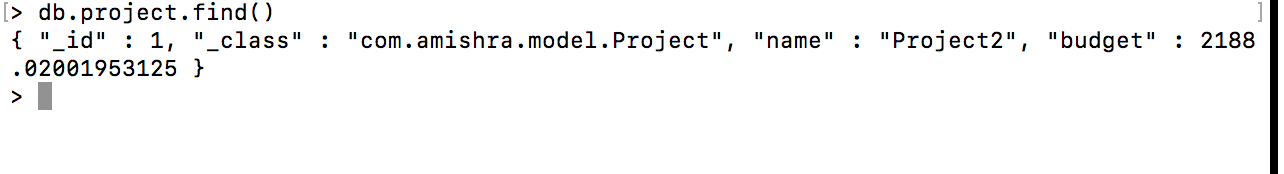 [> db.project.find() ]
{ "_id" : 1, "_class" : "com.amishra.model.Project", "name" : "Project2", "budget" : 2188
.02001953125 }
>